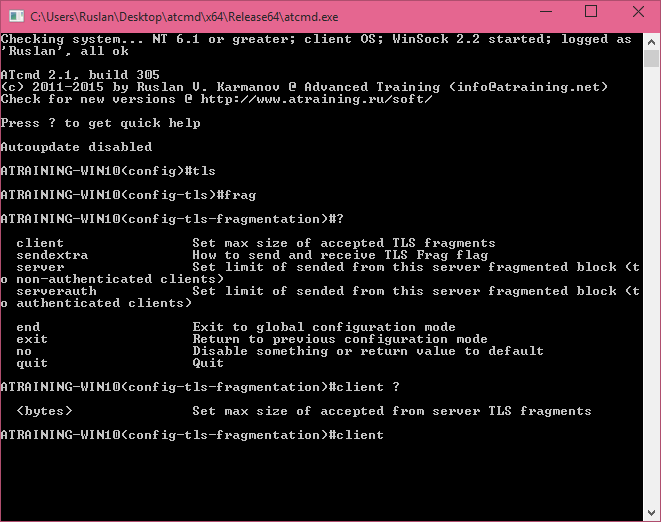 C:\Users\Ruslan\Desktop\atcmd\x64\Release64\atcmd.exe
Checking system... NT 6.1 or greater; client OS; WinSock 2.2 started; logged as
'Ruslan', all ok
ATcmd 2.1, build 305
(c) 2011-2015 by Ruslan V. Karmanov @ Advanced Training (info@atraining.net)
Check for new versions @ http://www.atraining.ru/soft/
Press ? to get quick help
Autoupdate disabled
ATRAINING-WIN10(config)#tls
ATRAINING-WIN10(config-tls)#frag
ATRAINING-WIN10(config-tls-fragmentation)#?
client Set max size of accepted TLS fragments
sendextra How to send and receive TLS Frag flag
server Set limit of sended from this server fragmented block (t
o non-authenticated clients)
serverauth Set limit of sended from this server fragmented block (t
o authenticated clients)
end Exit to global configuration mode
exit Return to previous configuration mode
no Disable something or return value to default
quit Quit
ATRAINING-WIN10(config-tls-fragmentation)#client ?
<bytes> Set max size of accepted from server TLS fragments
ATRAINING-WIN10(config-tls-fragmentation)#client